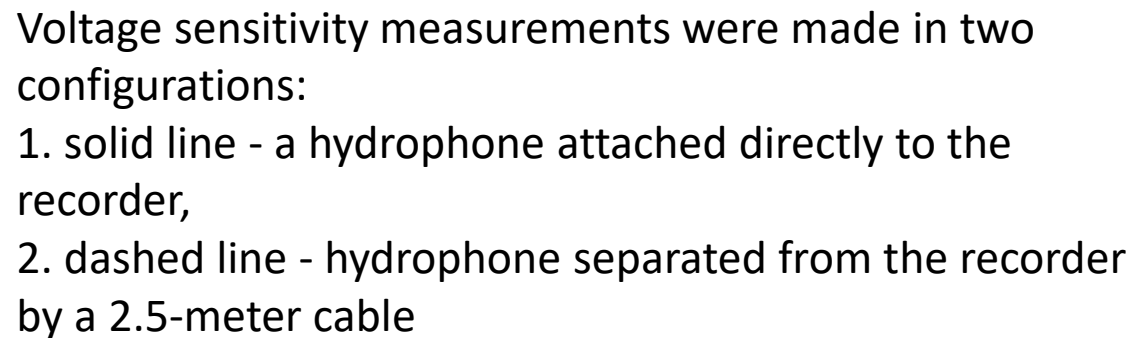 Voltage sensitivity measurements were made in two
configurations:
1. solid line - a hydrophone attached directly to the
recorder,
2. dashed line - hydrophone separated from the recorder
by a 2.5-meter cable